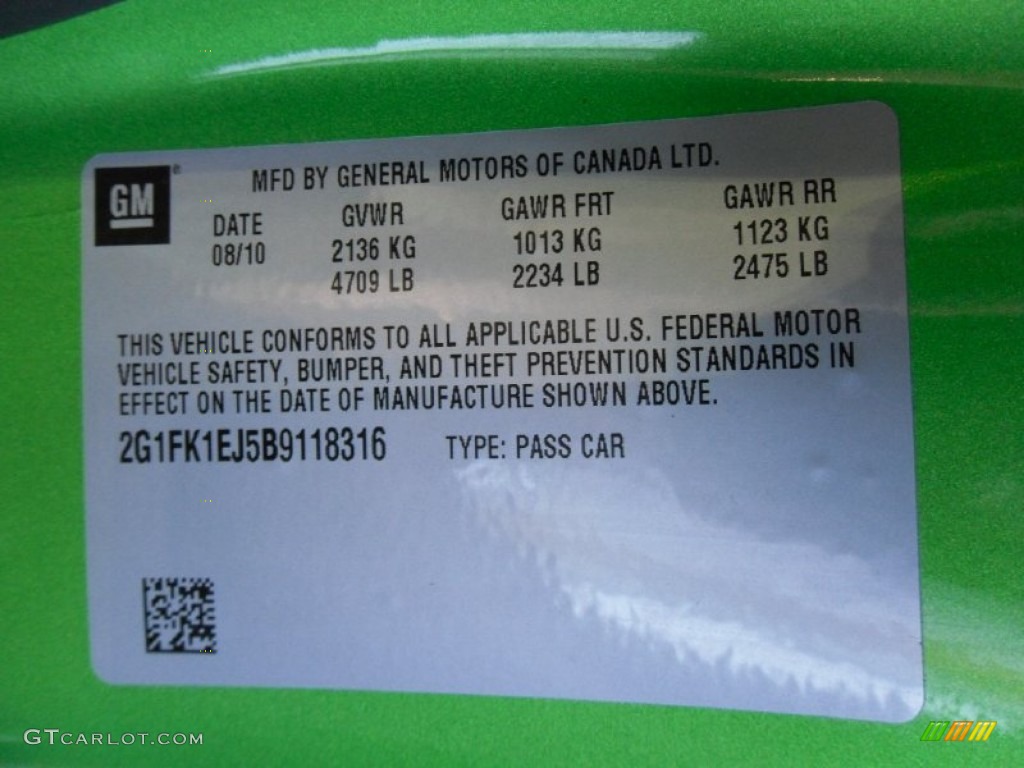 GM
MFD BY GENERAL MOTORS OF CANADA LTD.
DATE GVWR GAWR FRT GAWR RR
08/10 2136 KG 1013 KG 1123 KG
4709 LB 2234 LB 2475 LB
THIS VEHICLE CONFORMS TO ALL APPLICABLE U.S. FEDERAL MOTOR
VEHICLE SAFETY, BUMPER, AND THEFT PREVENTION STANDARDS IN
EFFECT ON THE DATE OF MANUFACTURE SHOWN ABOVE.
2G1FK1EJ5B9118316 TYPE: PASS CAR
GTCARLOT.COM